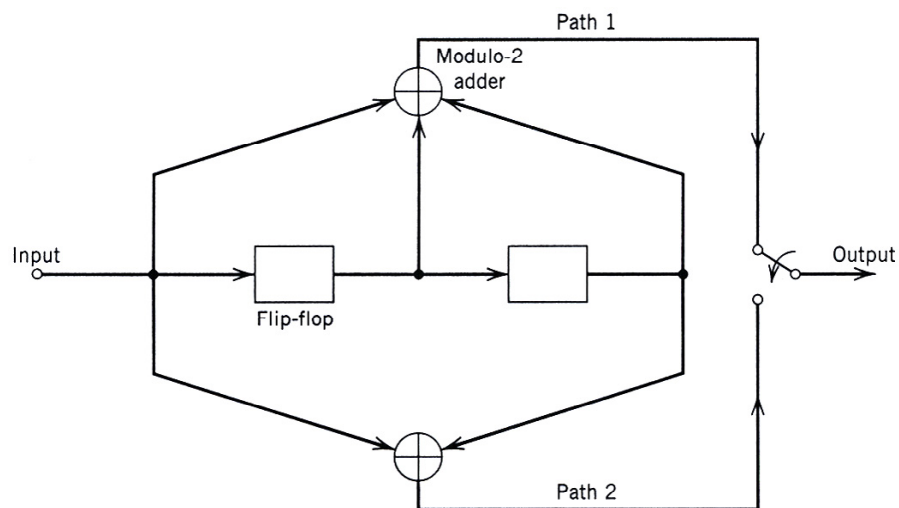 Path 1
Modulo-2
adder
Input
Output
Flip-flop
Path 2